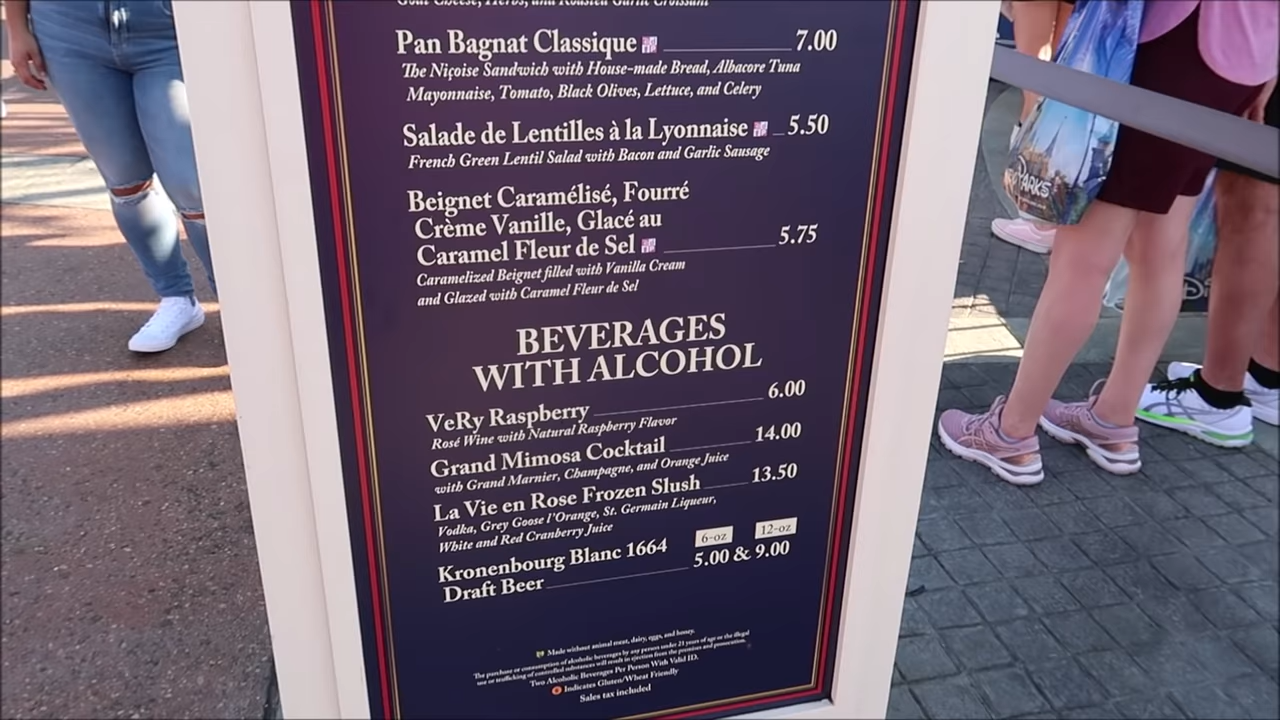 Goat Cheese, Herbs, and Roasted Garlic Croissant
Pan Bagnat Classique 7.00
The Niçoise Sandwich with House-made Bread, Albacore Tuna
Mayonnaise, Tomato, Black Olives, Lettuce, and Celery
Salade de Lentilles à la Lyonnaise 5.50
French Green Lentil Salad with Bacon and Garlic Sausage
Beignet Caramélisé, Fourré
Crème Vanille, Glacé au
Caramel Fleur de Sel 5.75
Caramelized Beignet filled with Vanilla Cream
and Glazed with Caramel Fleur de Sel
BEVERAGES
WITH ALCOHOL
VeRy Raspberry 6.00
Rosé Wine with Natural Raspberry Flavor
Grand Mimosa Cocktail 14.00
with Grand Marnier, Champagne, and Orange Juice
La Vie en Rose Frozen Slush 13.50
Vodka, Grey Goose l'Orange, St. Germain Liqueur,
White and Red Cranberry Juice
6-oz 12-oz
Kronenbourg Blanc 1664
Draft Beer 5.00 & 9.00
Made without animal meat, dairy, eggs, and honey.
The purchase or consumption of alcoholic beverages by any person under 21 years of age or the illegal
use or trafficking of controlled substances will result in ejection from the premises and prosecution.
Two Alcoholic Beverages Per Person With Valid ID.
Indicates Gluten/Wheat Friendly
Sales tax included
PARKS